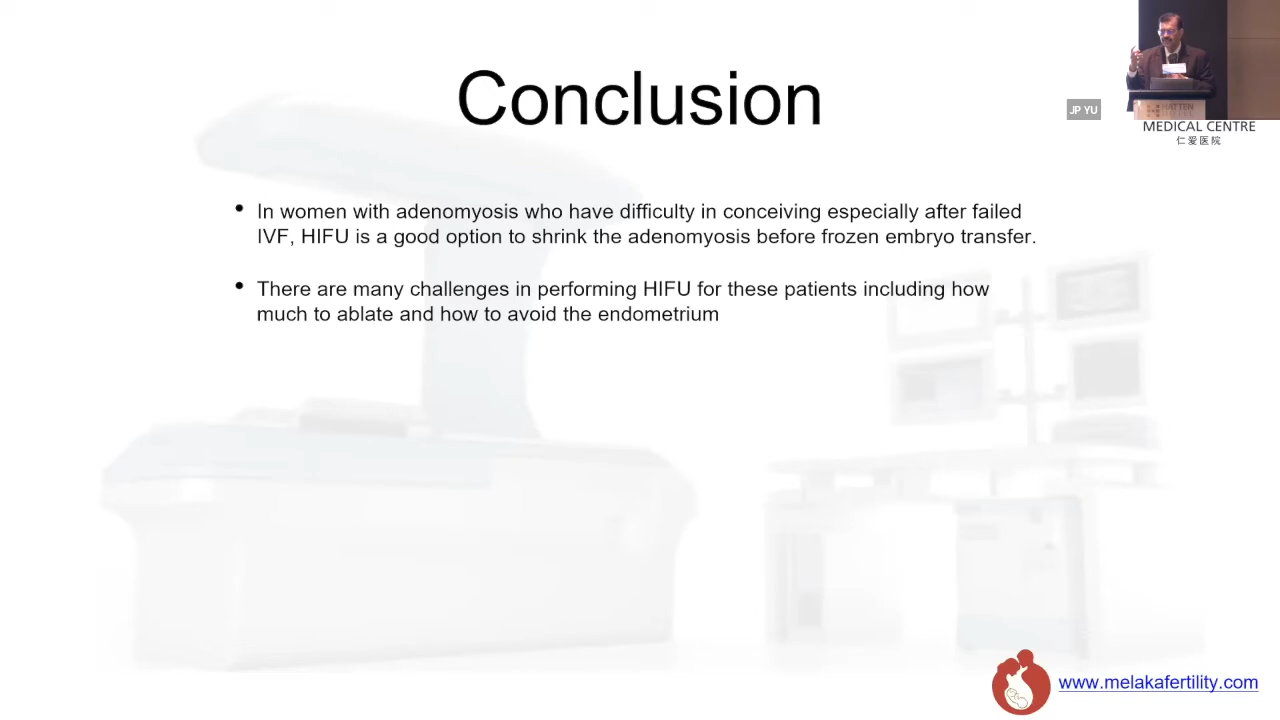 Conclusion
JP YU
HATTEN
HOTEL
MEDICAL CENTRE
仁爱医院
• In women with adenomyosis who have difficulty in conceiving especially after failed
IVF, HIFU is a good option to shrink the adenomyosis before frozen embryo transfer.
• There are many challenges in performing HIFU for these patients including how
much to ablate and how to avoid the endometrium
www.melakafertility.com